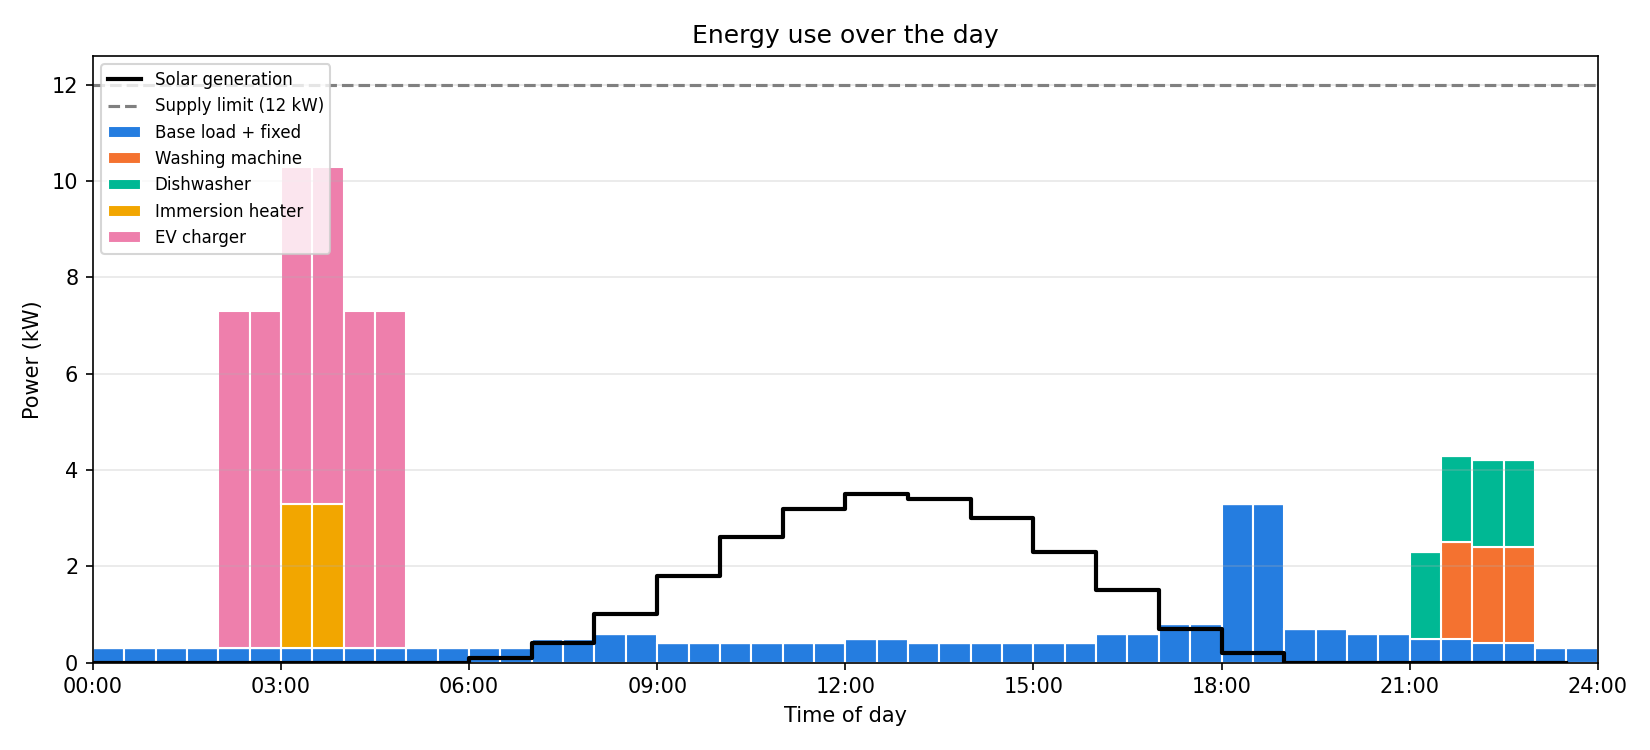 Energy use over the day
Solar generation
Supply limit (12 kW)
Base load + fixed
Washing machine
Dishwasher
Immersion heater
EV charger
Power (kW)
12
10
8
6
4
2
0
00:00 03:00 06:00 09:00 12:00 15:00 18:00 21:00 24:00
Time of day